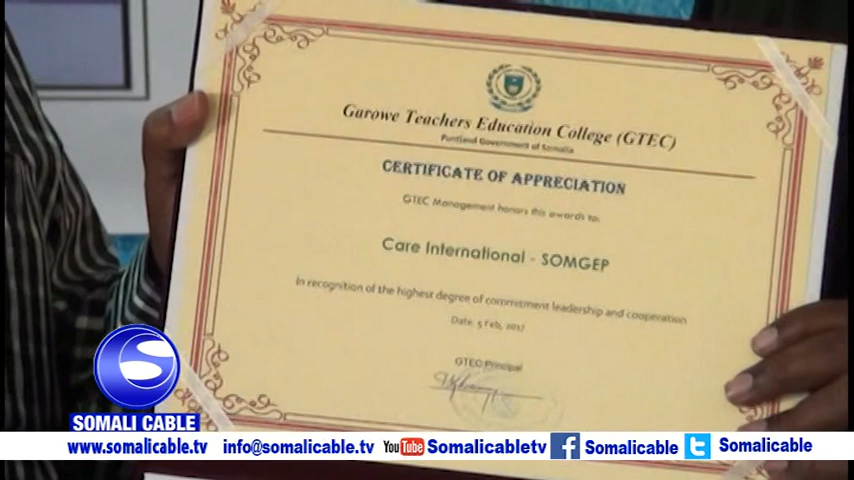 Garowe Teachers Education College (GTEC)
Puntland Government of Somalia
CERTIFICATE OF APPRECIATION
GTEC Management honors this awards to:
Care International - SOMGEP
In recognition of the highest degree of commitment leadership and cooperation
Date. 5 Feb, 2017
GTEC Principal
SOMALI CABLE
www.somalicable.tv info@somalicable.tv YouTube Somalicabletv Somalicable Somalicable